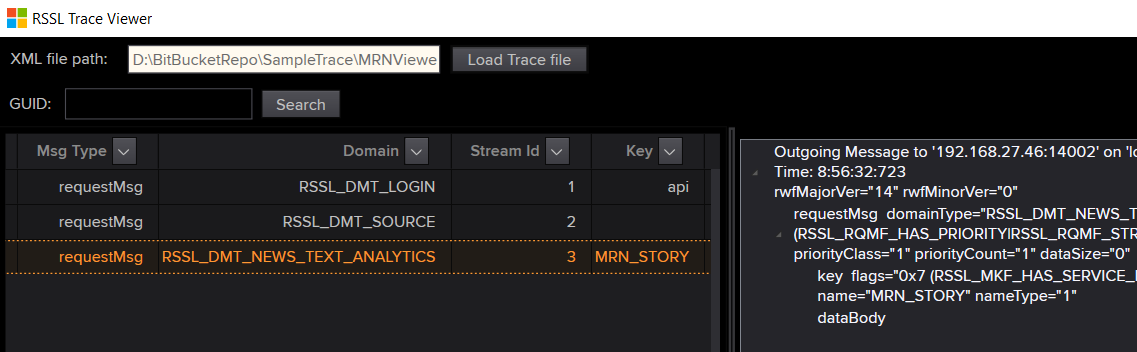 RSSL Trace Viewer
XML file path: D:\BitBucketRepo\SampleTrace\MRNViewe Load Trace file
GUID: Search
Msg Type Domain Stream Id Key
requestMsg RSSL_DMT_LOGIN 1 api
requestMsg RSSL_DMT_SOURCE 2
requestMsg RSSL_DMT_NEWS_TEXT_ANALYTICS 3 MRN_STORY
Outgoing Message to '192.168.27.46:14002' on 'lo
Time: 8:56:32:723
rwfMajorVer="14" rwfMinorVer="0"
requestMsg domainType="RSSL_DMT_NEWS_T
(RSSL_RQMF_HAS_PRIORITY|RSSL_RQMF_STR
priorityClass="1" priorityCount="1" dataSize="0"
key flags="0x7 (RSSL_MKF_HAS_SERVICE_
name="MRN_STORY" nameType="1"
dataBody